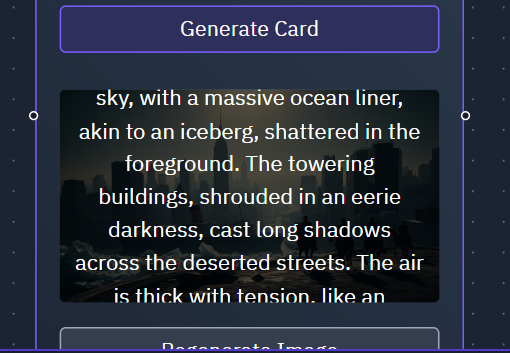 Generate Card
sky, with a massive ocean liner,
akin to an iceberg, shattered in the
foreground. The towering
buildings, shrouded in an eerie
darkness, cast long shadows
across the deserted streets. The air
is thick with tension, like an
Regenerate Image